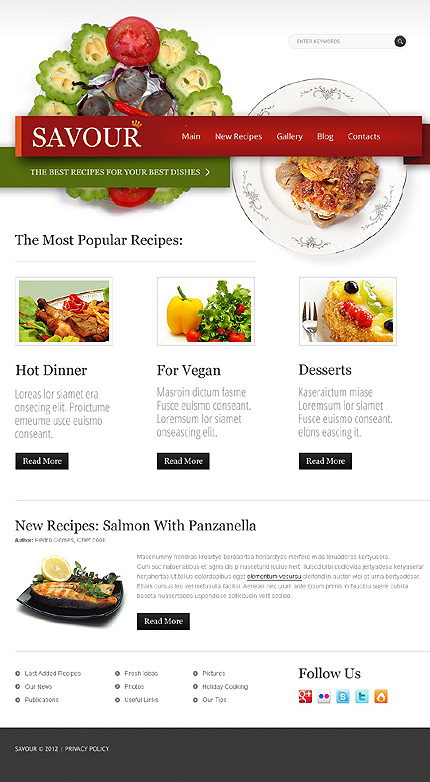 ENTER KEYWORDS
SAVOUR
Main New Recipes Gallery Blog Contacts
THE BEST RECIPES FOR YOUR BEST DISHES
The Most Popular Recipes:
Hot Dinner
Loreas lor siamet era
onsecing elit. Proictume
emeume usce euismo
conseant.
Read More
For Vegan
Masroin dictum fasme
Fusce euismo conseant.
Loremsum lor siamet
onseascing elit.
Read More
Desserts
Kaseraictum miase
Loremsum lor siamet
Fusce euismo conseant.
elons eascing it.
Read More
New Recipes: Salmon With Panzanella
Author: Pedro Gomes, Chef cook
elementum vecursu
Read More
Last Added Recipes
Our News
Publications
Fresh Ideas
Photos
Useful Links
Pictures
Holiday Cooking
Our Tips
Follow Us
SAVOUR © 2012 | PRIVACY POLICY